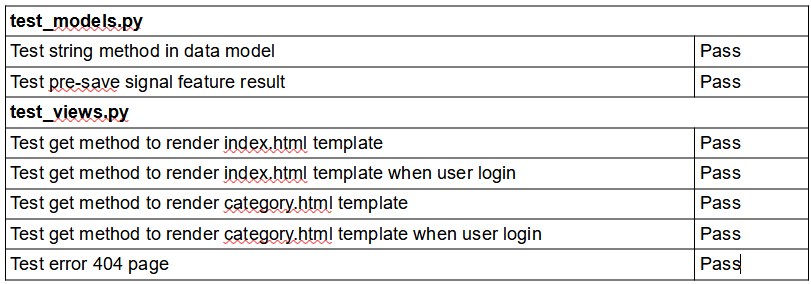 test_models.py
Test string method in data model Pass
Test pre-save signal feature result Pass
test_views.py
Test get method to render index.html template Pass
Test get method to render index.html template when user login Pass
Test get method to render category.html template Pass
Test get method to render category.html template when user login Pass
Test error 404 page Pass